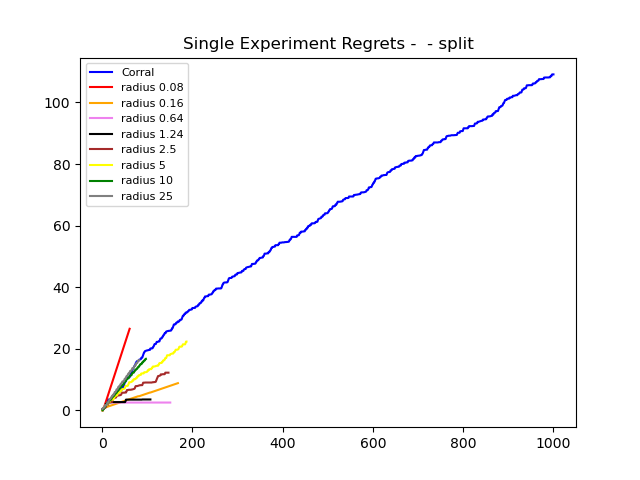 Single Experiment Regrets -  - split
Corral
radius 0.08
radius 0.16
radius 0.64
radius 1.24
radius 2.5
radius 5
radius 10
radius 25
100
80
60
40
20
0
0 200 400 600 800 1000